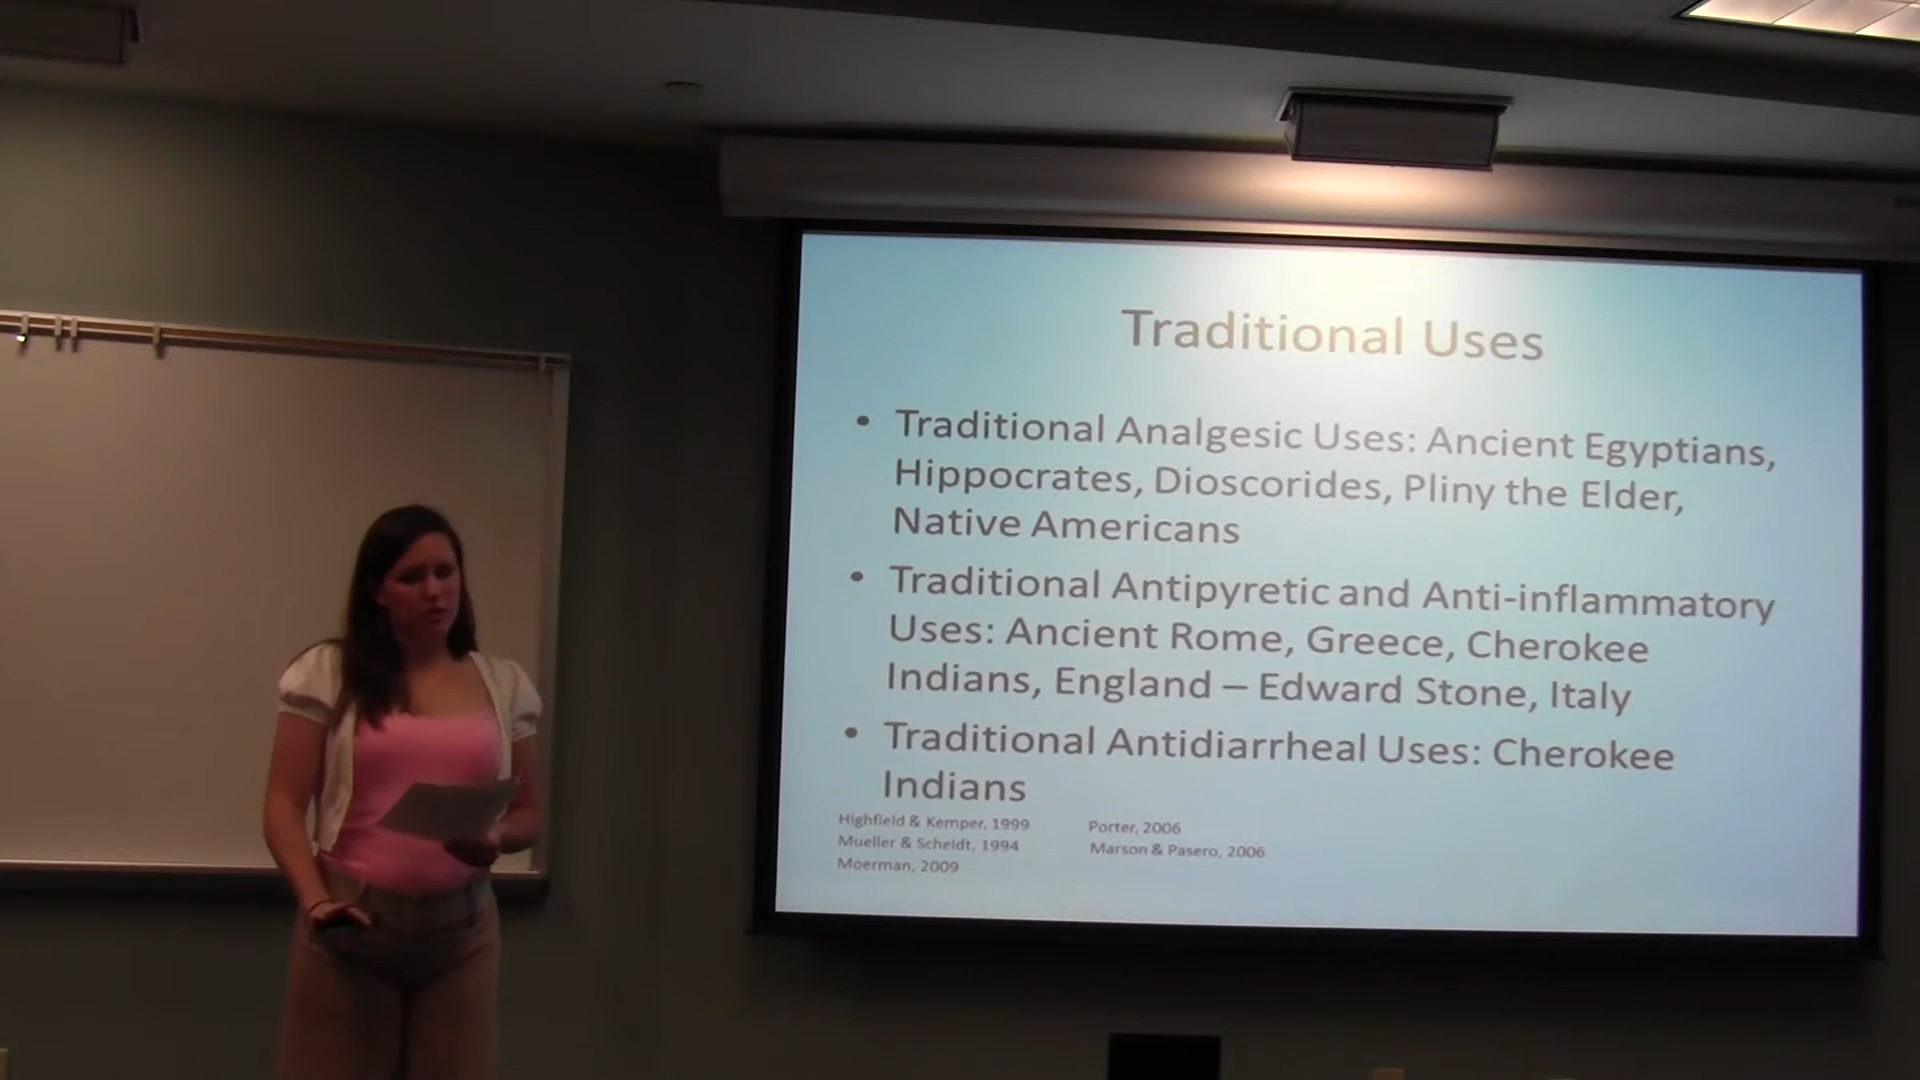 Traditional Uses
• Traditional Analgesic Uses: Ancient Egyptians,
Hippocrates, Dioscorides, Pliny the Elder,
Native Americans
• Traditional Antipyretic and Anti-inflammatory
Uses: Ancient Rome, Greece, Cherokee
Indians, England – Edward Stone, Italy
• Traditional Antidiarrheal Uses: Cherokee
Indians
Highfield & Kemper, 1999
Mueller & Scheidt, 1994
Moerman, 2009
Porter, 2006
Marson & Pasero, 2006